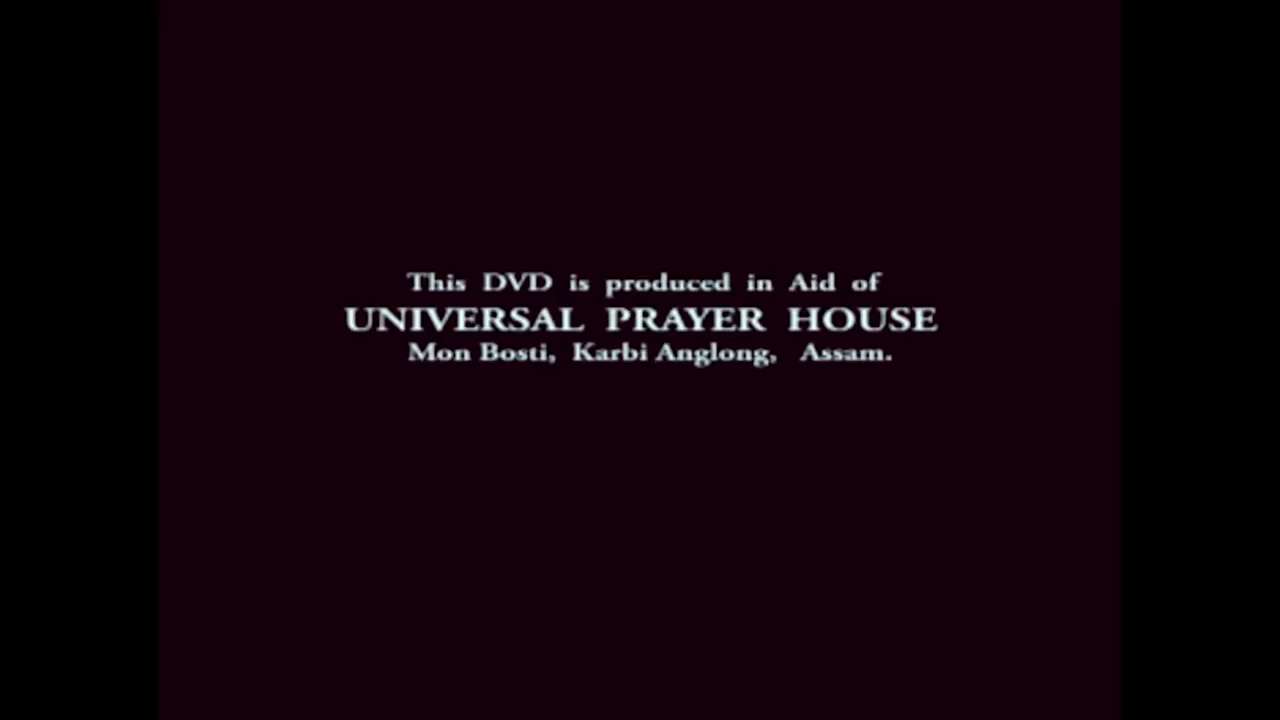 This DVD is produced in Aid of
UNIVERSAL PRAYER HOUSE
Mon Bosti, Karbi Anglong, Assam.